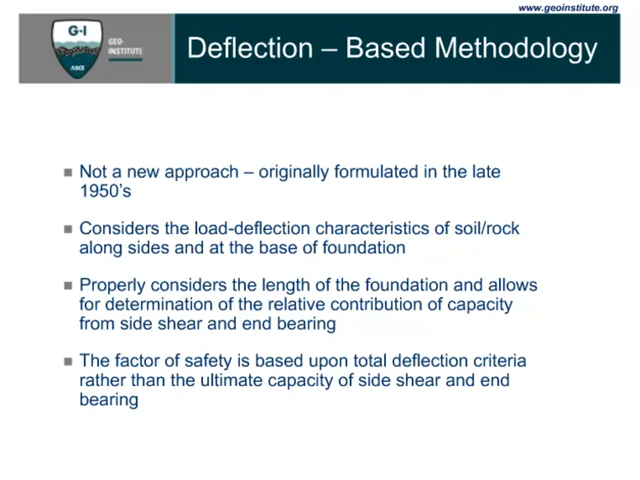 www.geoinstitute.org
G-I
GEO-
INSTITUTE
ASCE
Deflection – Based Methodology
Not a new approach – originally formulated in the late
1950’s
Considers the load-deflection characteristics of soil/rock
along sides and at the base of foundation
Properly considers the length of the foundation and allows
for determination of the relative contribution of capacity
from side shear and end bearing
The factor of safety is based upon total deflection criteria
rather than the ultimate capacity of side shear and end
bearing